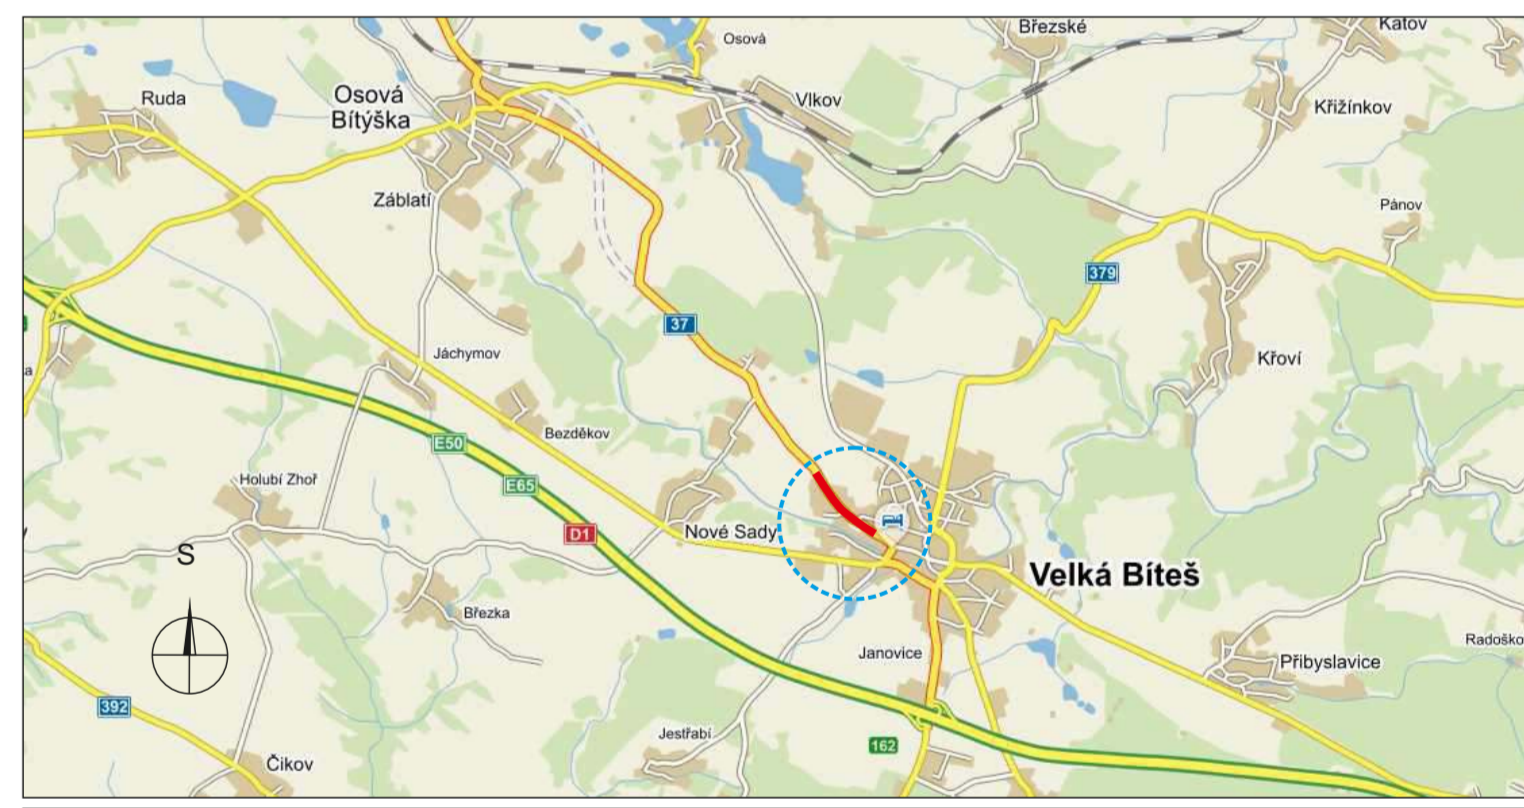 Březské
Katov
Osová
Ruda
Osová
Bítýška
Vlkov
Křižínkov
Záblatí
Pánov
379
37
Jáchymov
Křoví
a
Bezděkov
E50
Holubí Zhoř
E65
D1
Nové Sady
S
Velká Bíteš
Březka
Janovice
Radoško
Přibyslavice
392
Jestřabí
162
Čikov